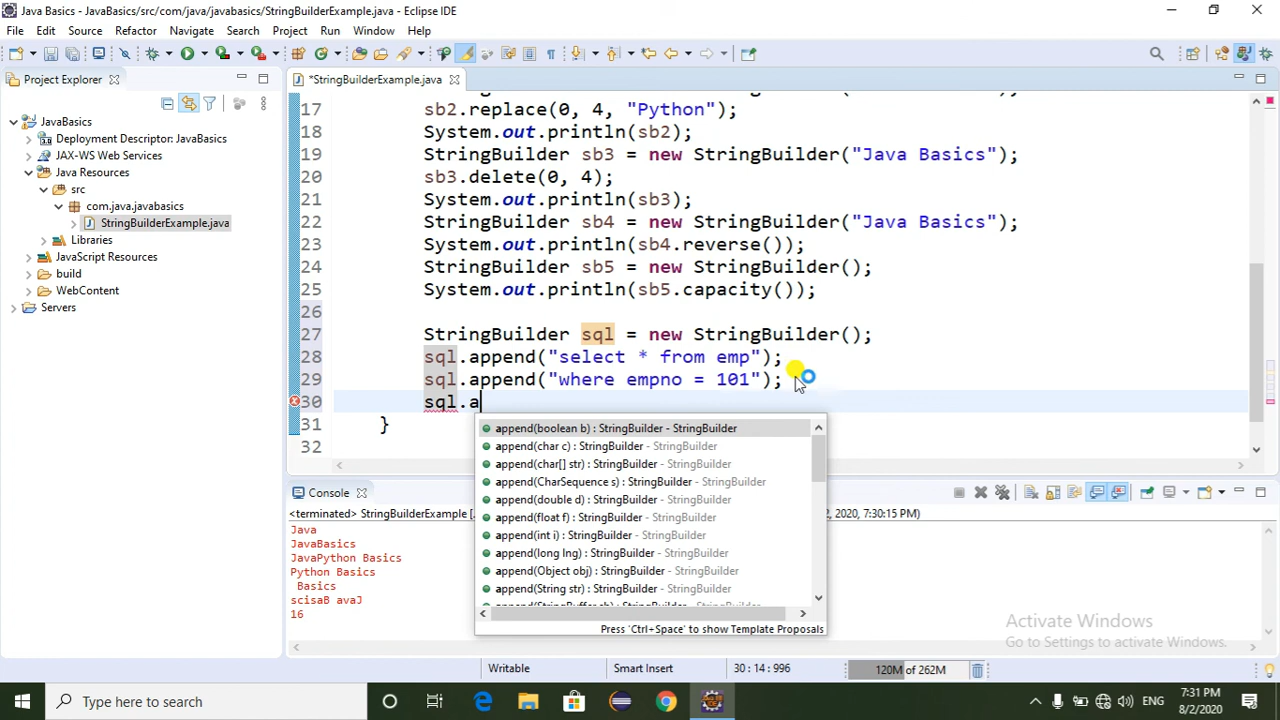 Java Basics - JavaBasics/src/com/java/javabasics/StringBuilderExample.java - Eclipse IDE
File Edit Source Refactor Navigate Search Project Run Window Help
Project Explorer
*StringBuilderExample.java
JavaBasics
Deployment Descriptor: JavaBasics
JAX-WS Web Services
Java Resources
src
com.java.javabasics
StringBuilderExample.java
Libraries
JavaScript Resources
build
WebContent
Servers
17 sb2.replace(0, 4, "Python");
18 System.out.println(sb2);
19 StringBuilder sb3 = new StringBuilder("Java Basics");
20 sb3.delete(0, 4);
21 System.out.println(sb3);
22 StringBuilder sb4 = new StringBuilder("Java Basics");
23 System.out.println(sb4.reverse());
24 StringBuilder sb5 = new StringBuilder();
25 System.out.println(sb5.capacity());
26
27 StringBuilder sql = new StringBuilder();
28 sql.append("select * from emp");
29 sql.append("where empno = 101");
30 sql.a
31 }
32
append(boolean b) : StringBuilder - StringBuilder
append(char c) : StringBuilder - StringBuilder
append(char[] str) : StringBuilder - StringBuilder
append(CharSequence s) : StringBuilder - StringBuilder
append(double d) : StringBuilder - StringBuilder
append(float f) : StringBuilder - StringBuilder
append(int i) : StringBuilder - StringBuilder
append(long lng) : StringBuilder - StringBuilder
append(Object obj) : StringBuilder - StringBuilder
append(String str) : StringBuilder - StringBuilder
Press 'Ctrl+Space' to show Template Proposals
Console
<terminated> StringBuilderExample [
2, 2020, 7:30:15 PM)
Java
JavaBasics
JavaPython Basics
Python Basics
Basics
scisaB avaJ
16
Activate Windows
Go to Settings to activate Windows.
Writable Smart Insert 30 : 14 : 996 120M of 262M
Type here to search
ENG
7:31 PM
8/2/2020